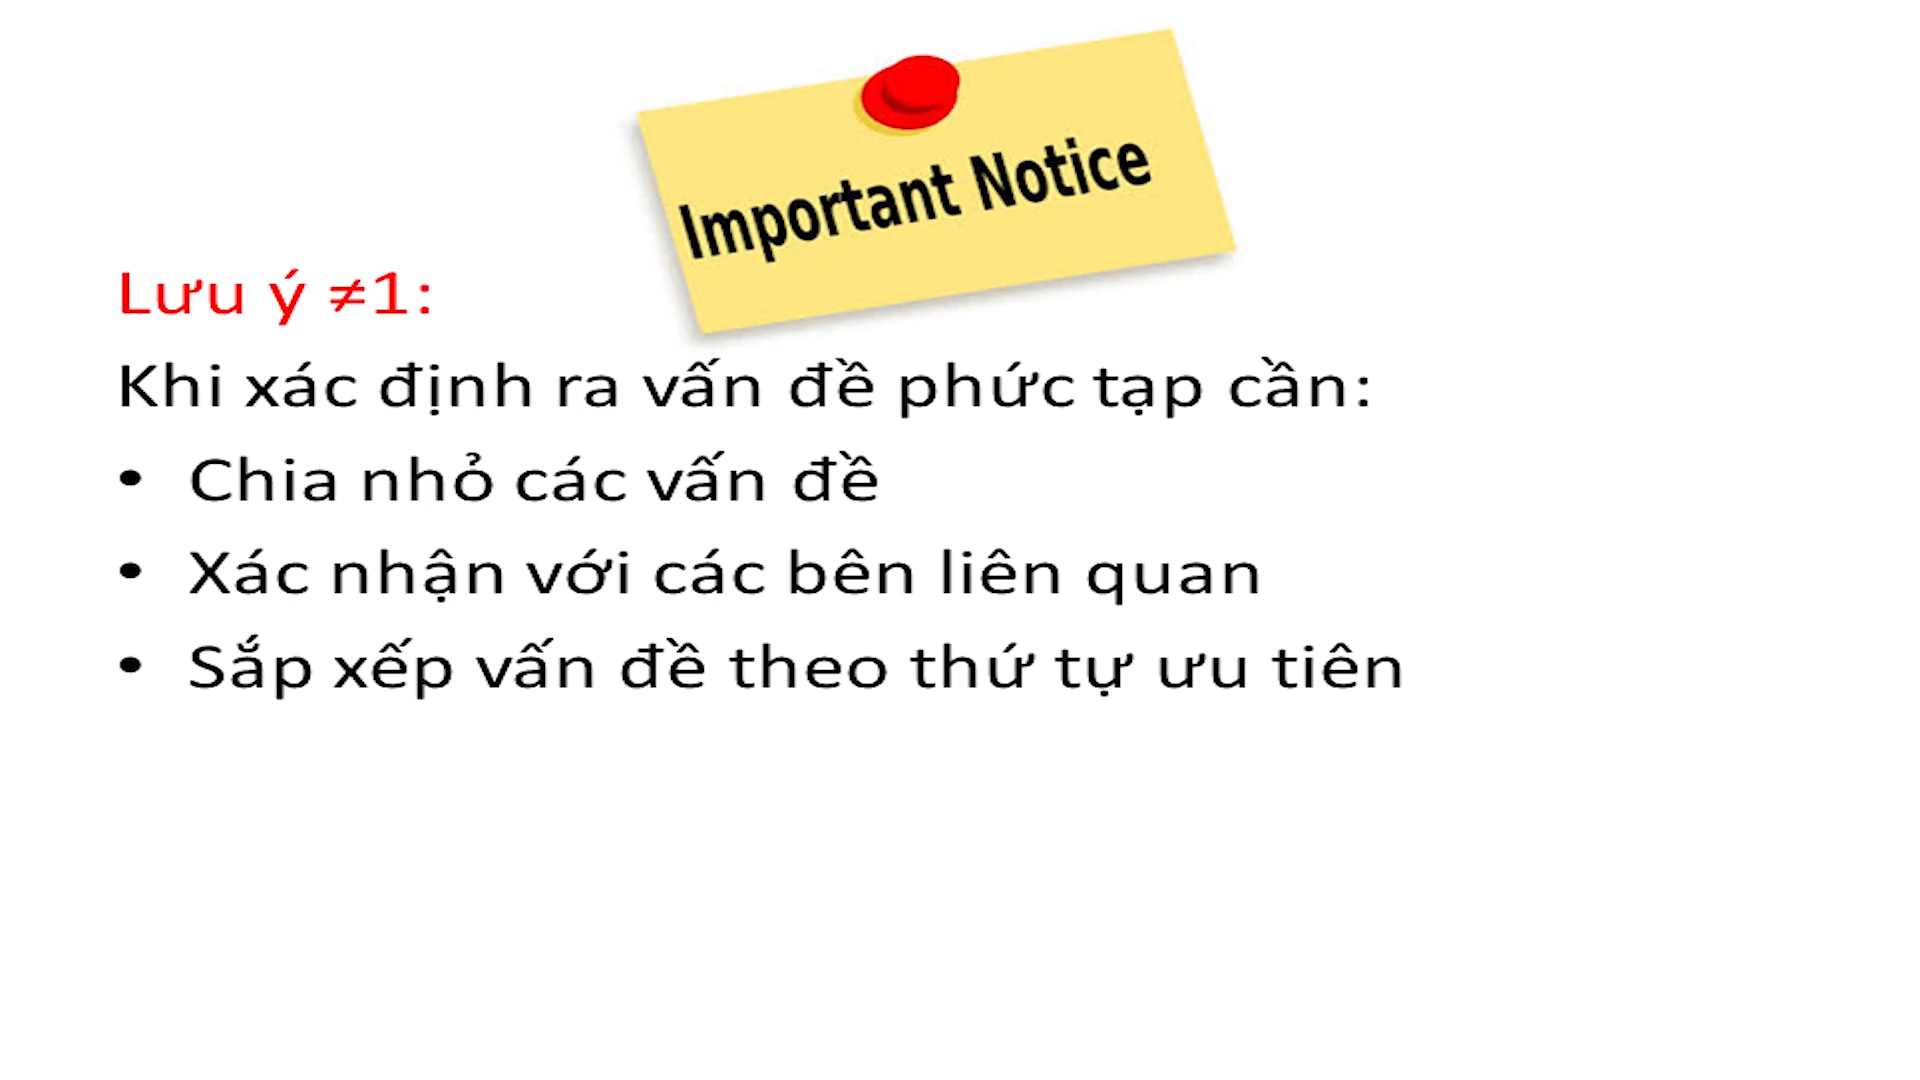 Important Notice
Lưu ý ≠1:
Khi xác định ra vấn đề phức tạp cần:
• Chia nhỏ các vấn đề
• Xác nhận với các bên liên quan
• Sắp xếp vấn đề theo thứ tự ưu tiên